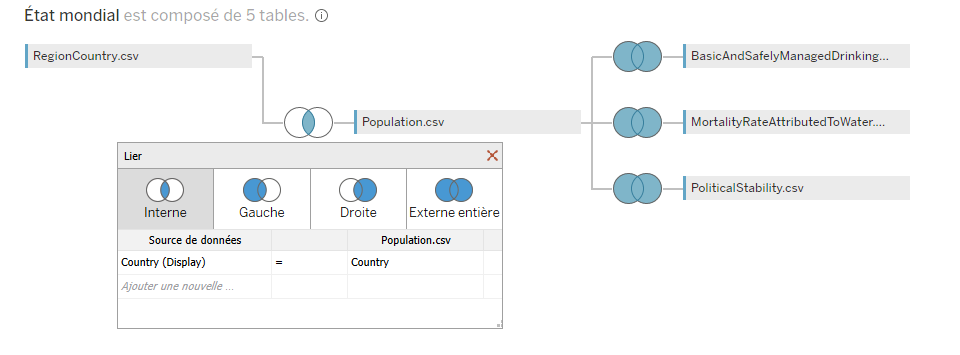 État mondial est composé de 5 tables.
RegionCountry.csv
Population.csv
BasicAndSafelyManagedDrinking...
MortalityRateAttributedToWater....
PoliticalStability.csv
Lier
Interne Gauche Droite Externe entière
Source de données Population.csv
Country (Display) = Country
Ajouter une nouvelle ...